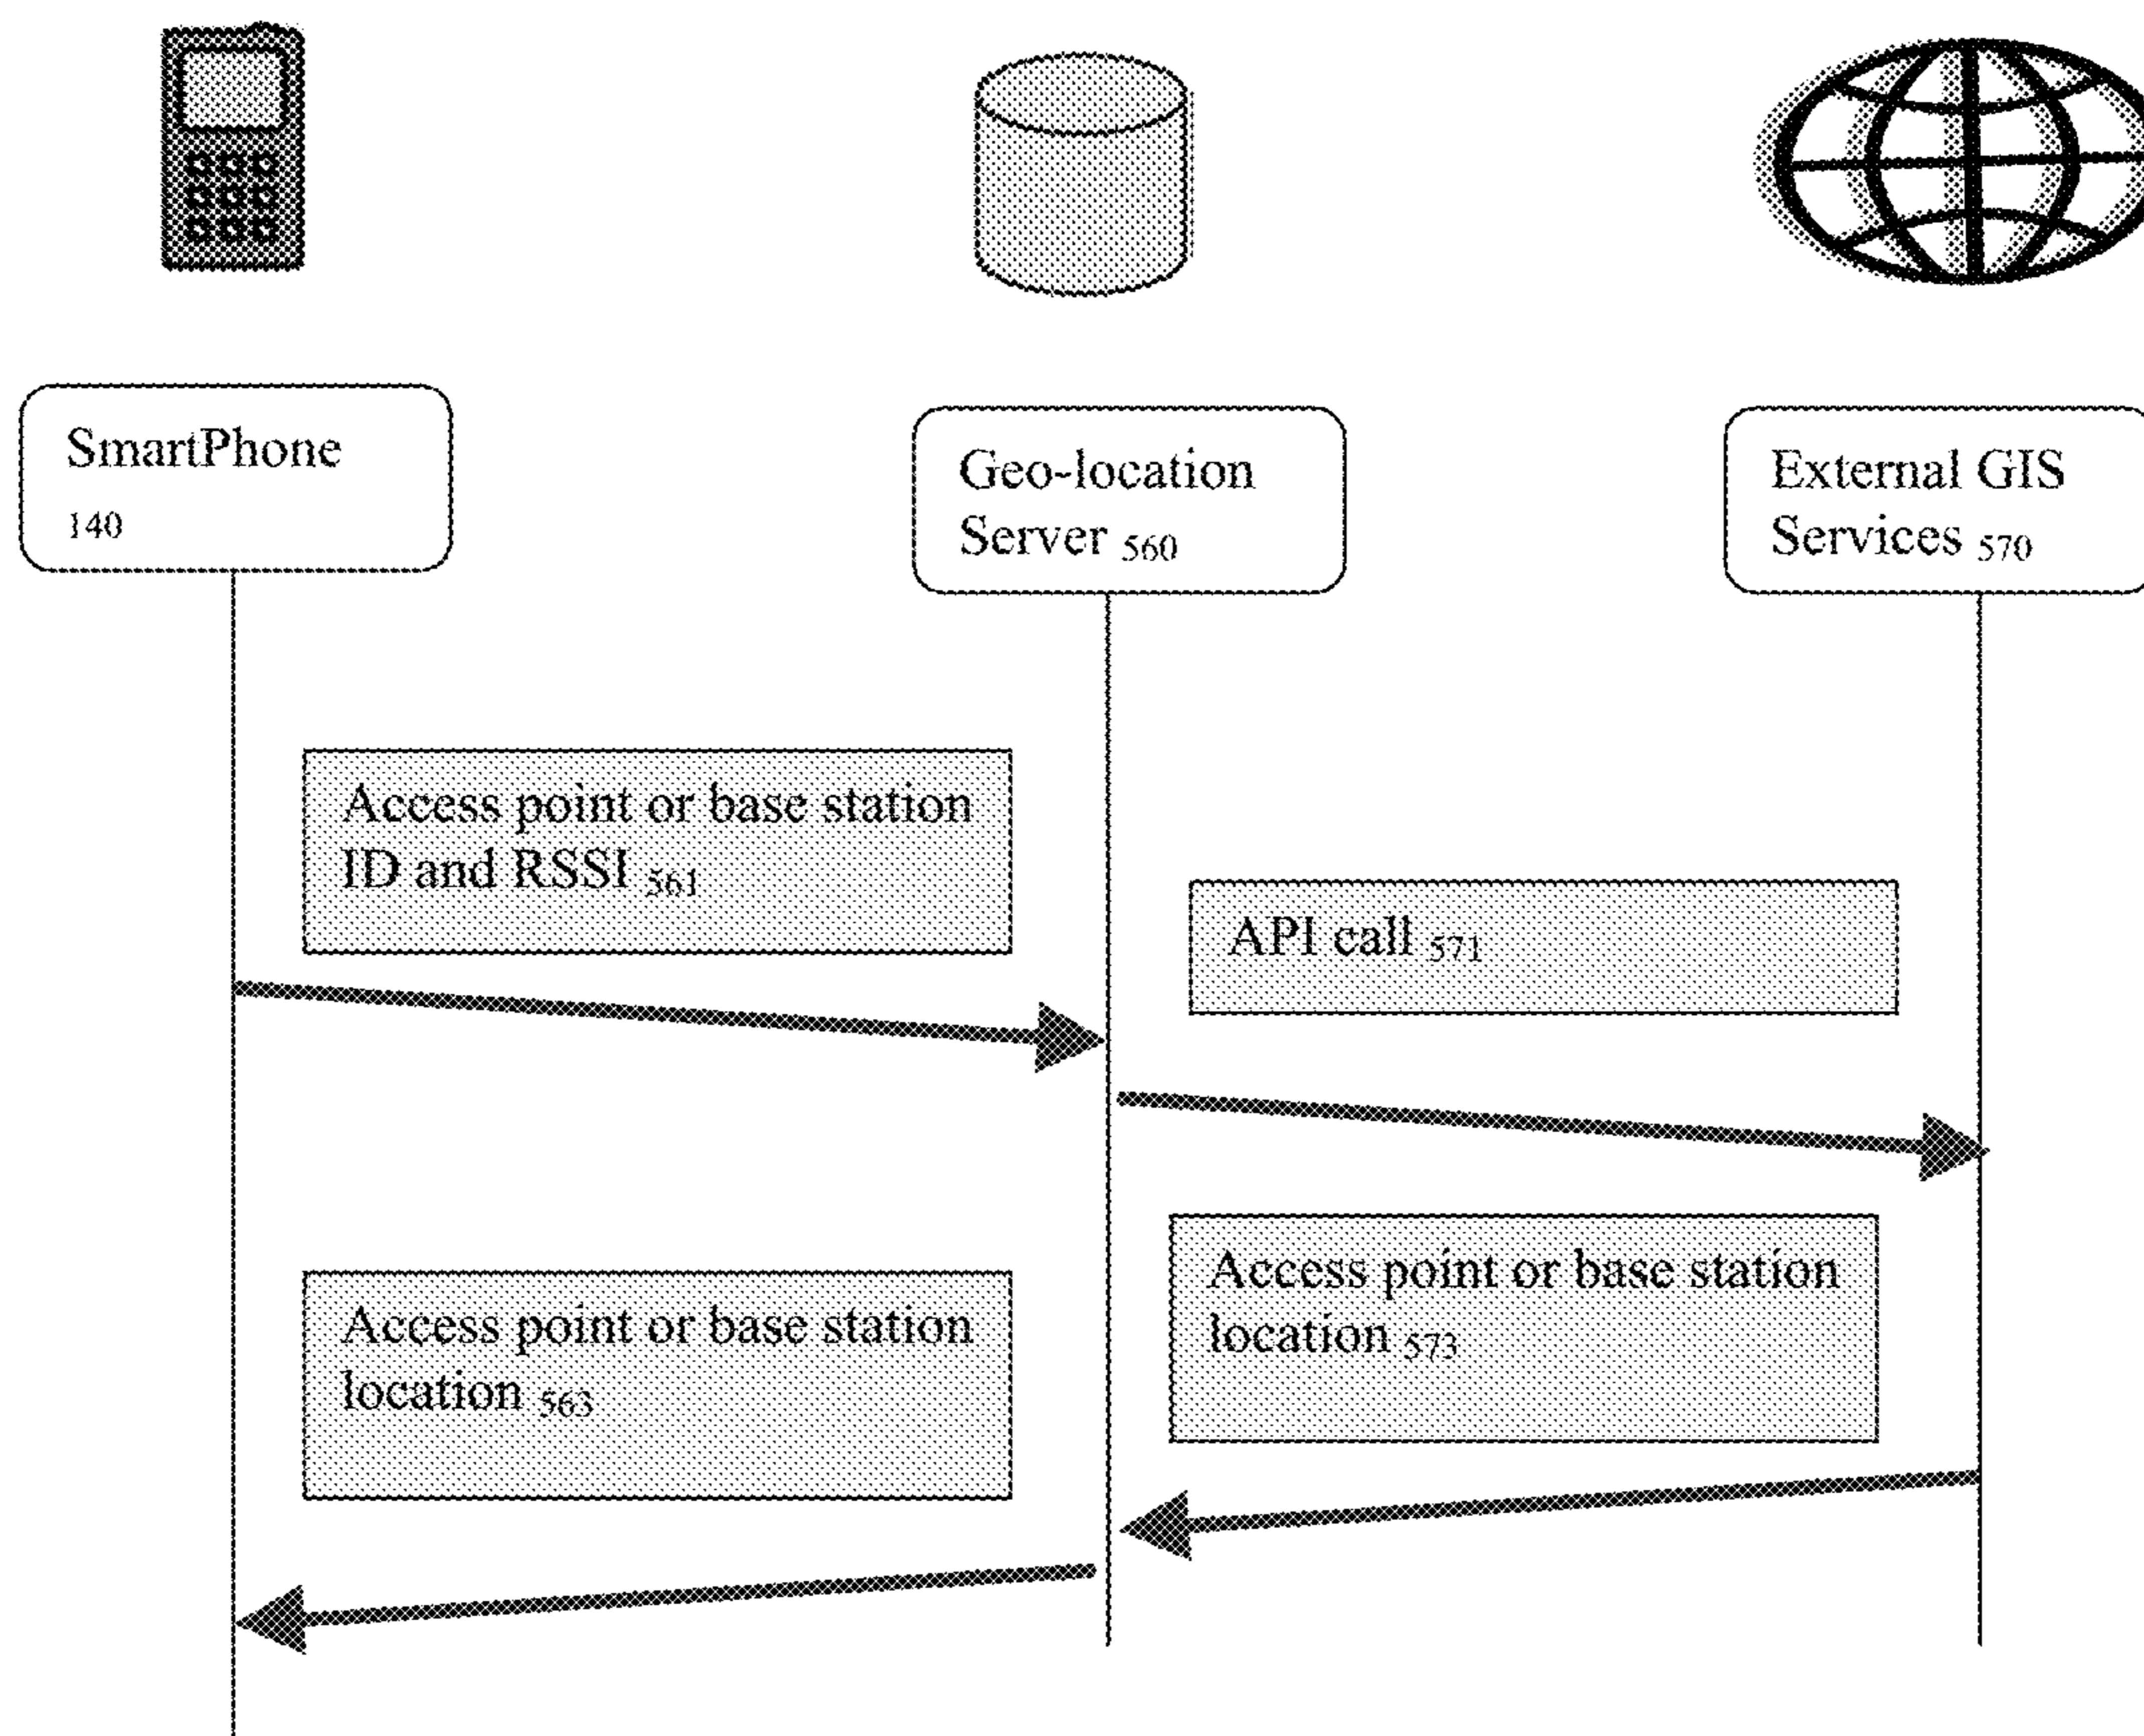 SmartPhone
140
Geo-location
Server 560
External GIS
Services 570
Access point or base station
ID and RSSI 561
API call 571
Access point or base station
location 573
Access point or base station
location 563